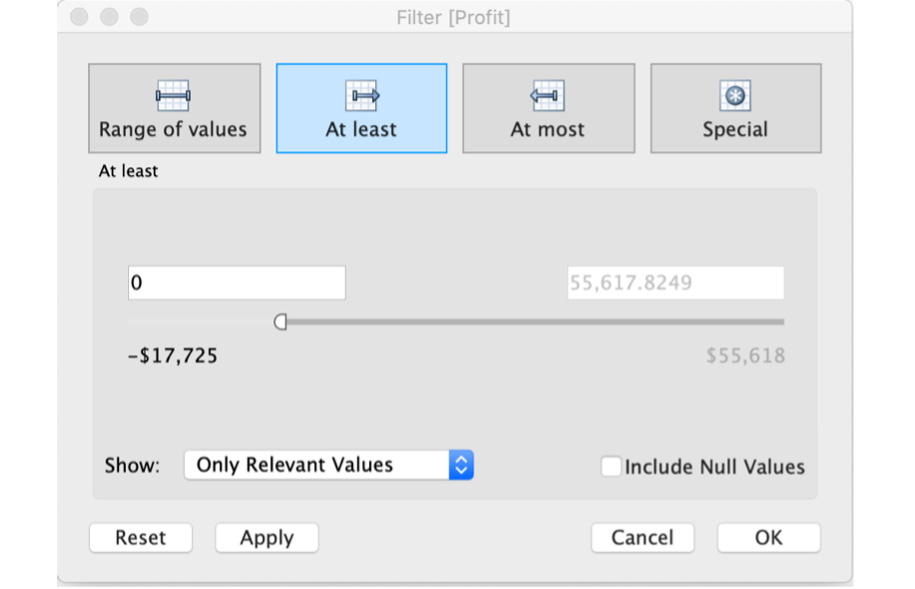 Filter [Profit]
Range of values
At least
At most
Special
At least
0
55,617.8249
-$17,725
$55,618
Show:
Only Relevant Values
Include Null Values
Reset
Apply
Cancel
OK